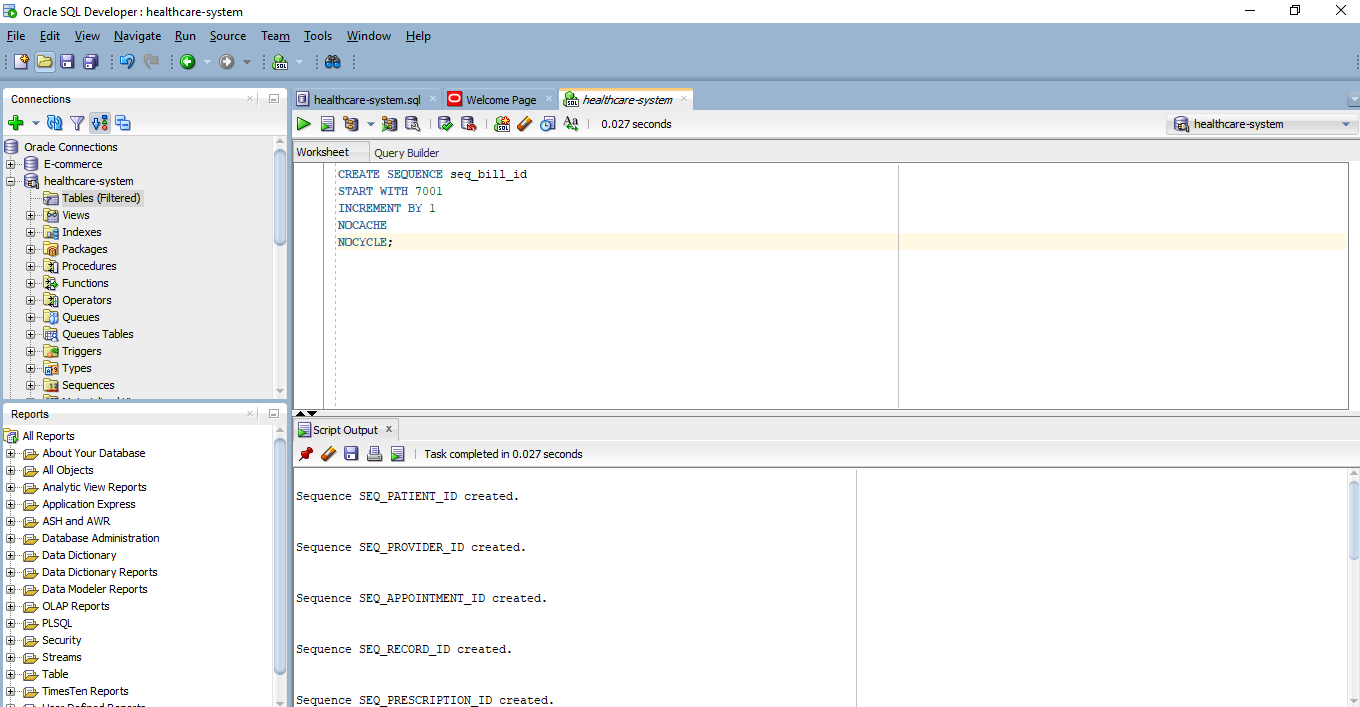 Oracle SQL Developer : healthcare-system
File Edit View Navigate Run Source Team Tools Window Help
Connections
Oracle Connections
E-commerce
healthcare-system
Tables (Filtered)
Views
Indexes
Packages
Procedures
Functions
Operators
Queues
Queues Tables
Triggers
Types
Sequences
Reports
All Reports
About Your Database
All Objects
Analytic View Reports
Application Express
ASH and AWR
Database Administration
Data Dictionary
Data Dictionary Reports
Data Modeler Reports
OLAP Reports
PLSQL
Security
Streams
Table
TimesTen Reports
healthcare-system.sql Welcome Page healthcare-system
0.027 seconds
healthcare-system
Worksheet Query Builder
CREATE SEQUENCE seq_bill_id
START WITH 7001
INCREMENT BY 1
NOCACHE
NOCYCLE;
Script Output
Task completed in 0.027 seconds
Sequence SEQ_PATIENT_ID created.
Sequence SEQ_PROVIDER_ID created.
Sequence SEQ_APPOINTMENT_ID created.
Sequence SEQ_RECORD_ID created.
Sequence SEQ_PRESCRIPTION_ID created.